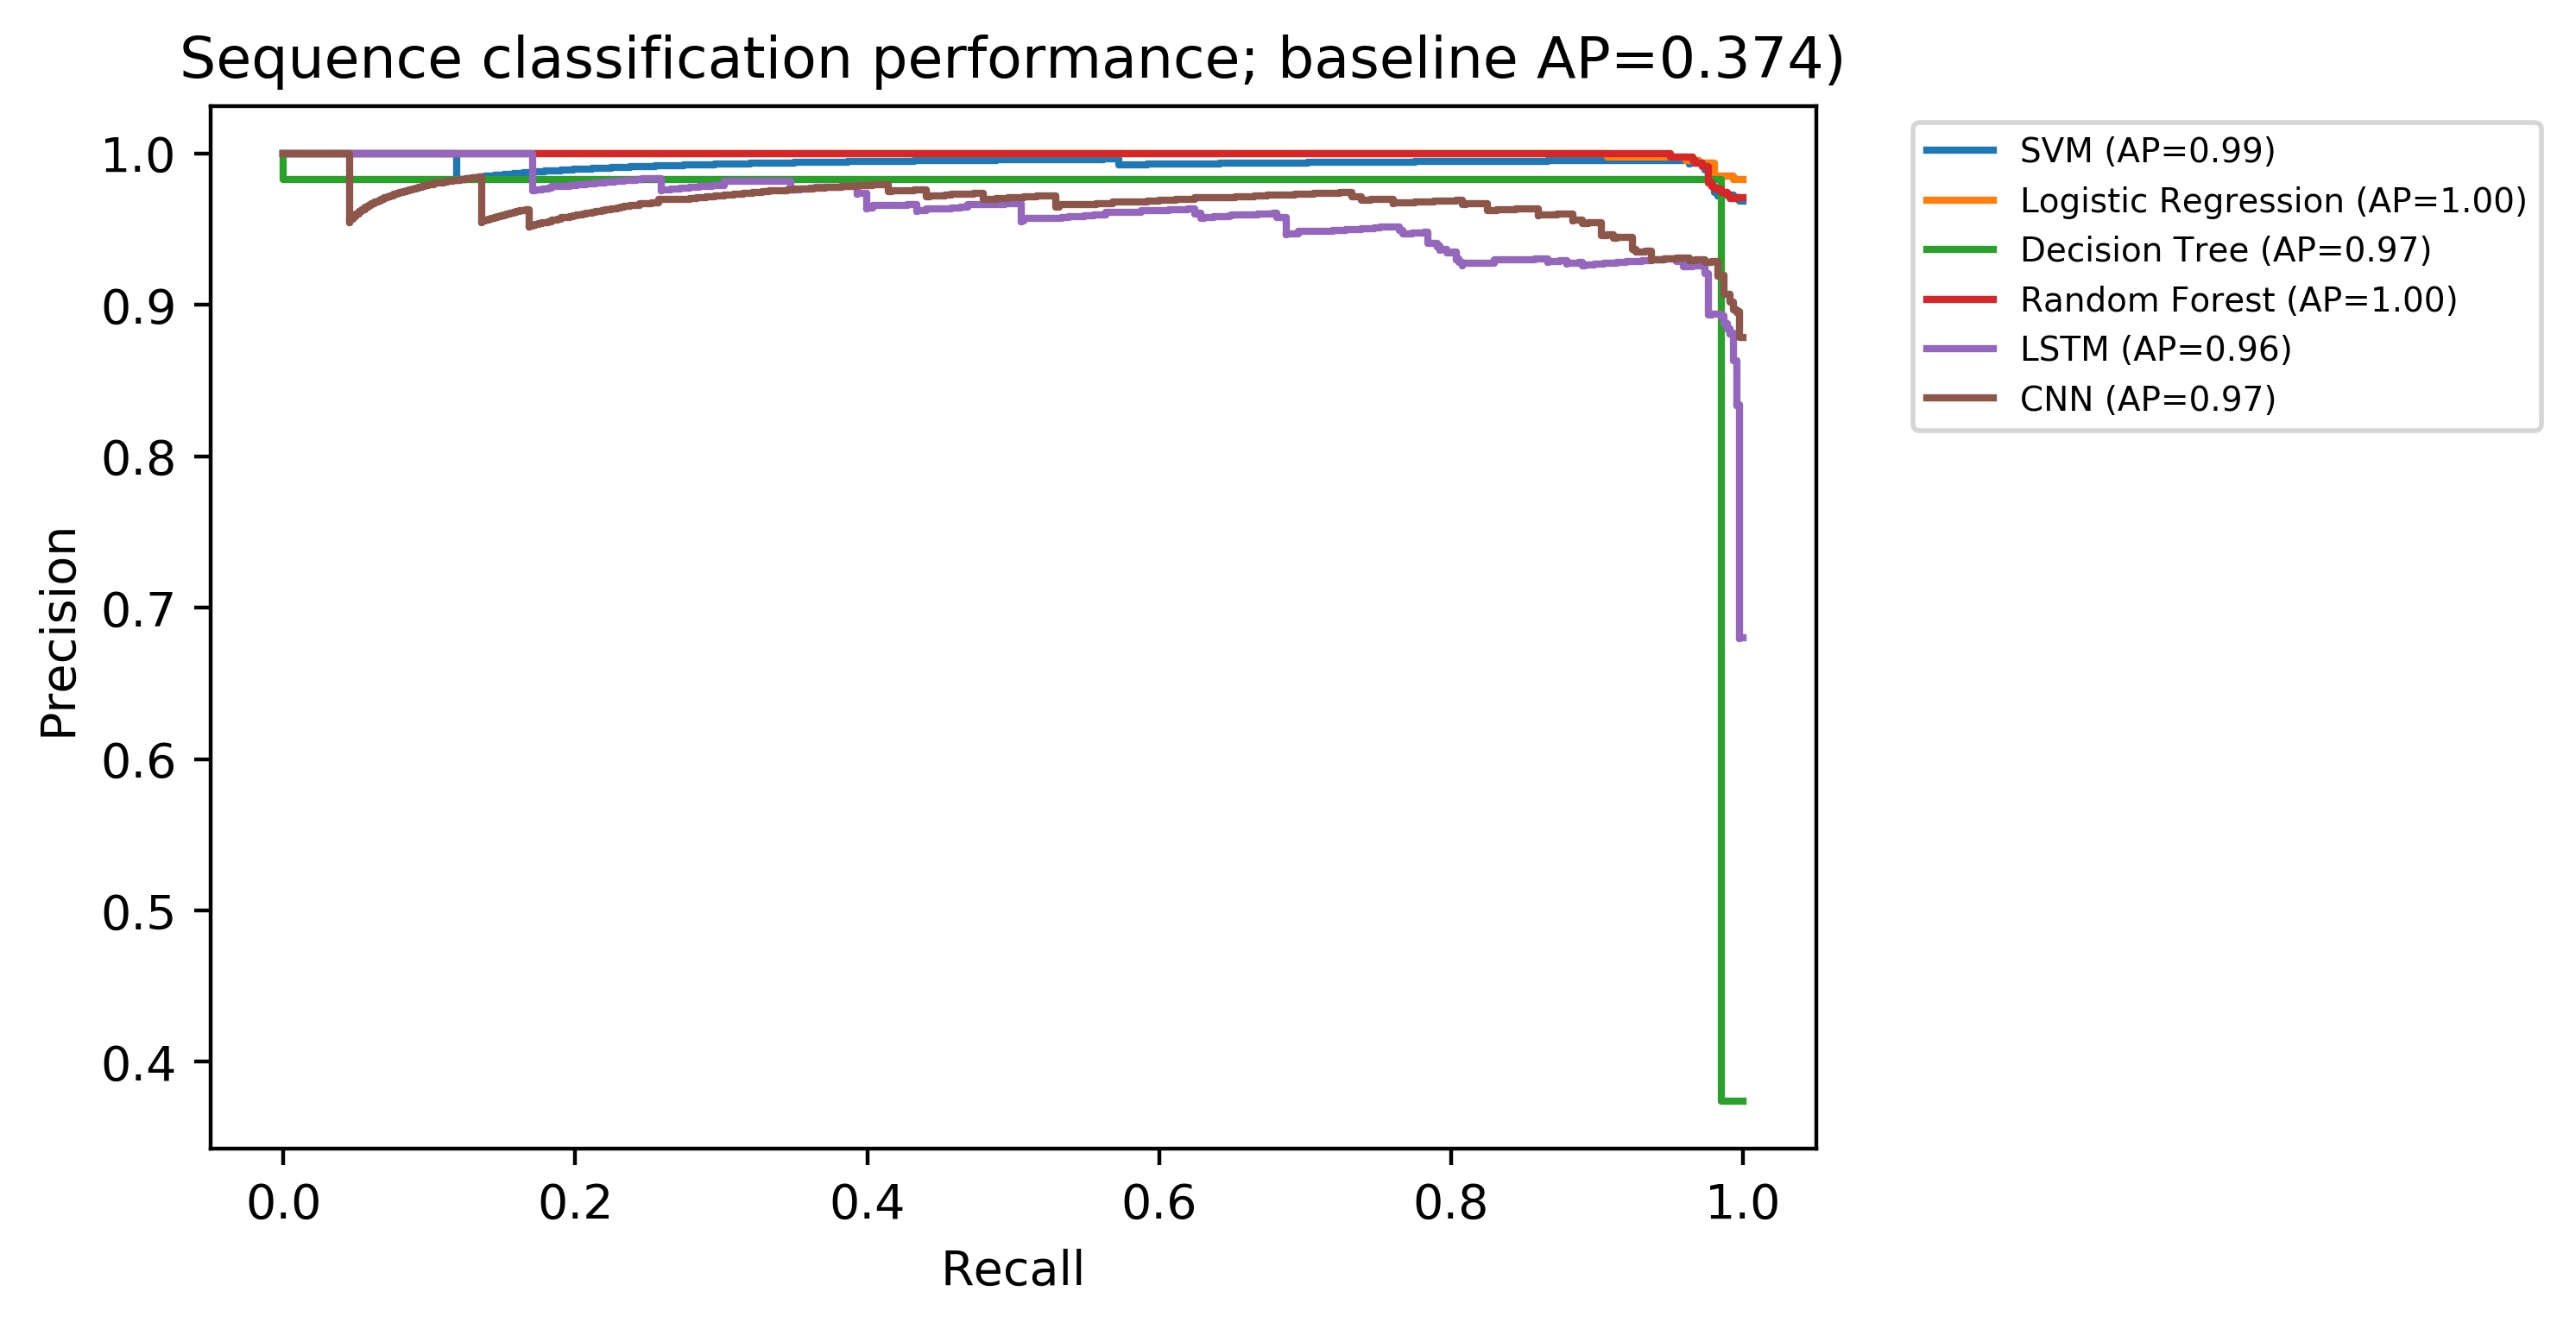 Sequence classification performance; baseline AP=0.374)
1.0
0.9
0.8
0.7
0.6
0.5
0.4
Precision
0.0 0.2 0.4 0.6 0.8 1.0
Recall
SVM (AP=0.99)
Logistic Regression (AP=1.00)
Decision Tree (AP=0.97)
Random Forest (AP=1.00)
LSTM (AP=0.96)
CNN (AP=0.97)